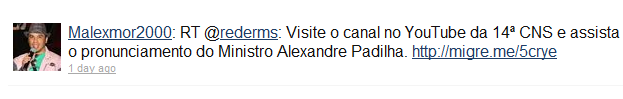 Malexmor2000: RT @rederms: Visite o canal no YouTube da 14ª CNS e assista
o pronunciamento do Ministro Alexandre Padilha. http://migre.me/5crye
1 day ago